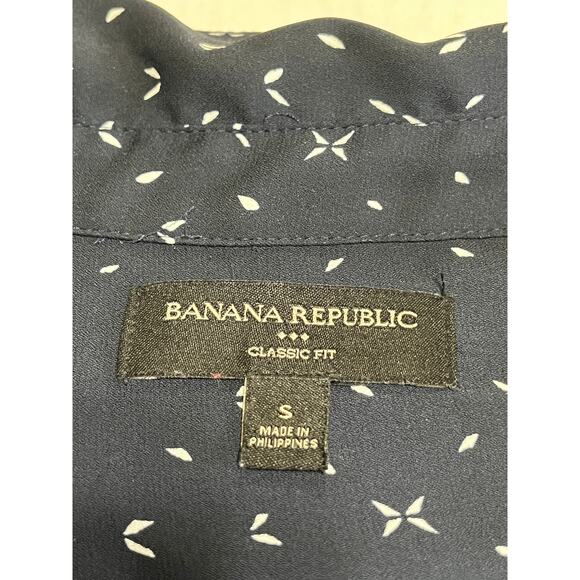 BANANA REPUBLIC
CLASSIC FIT
S
MADE IN
PHILIPPINES